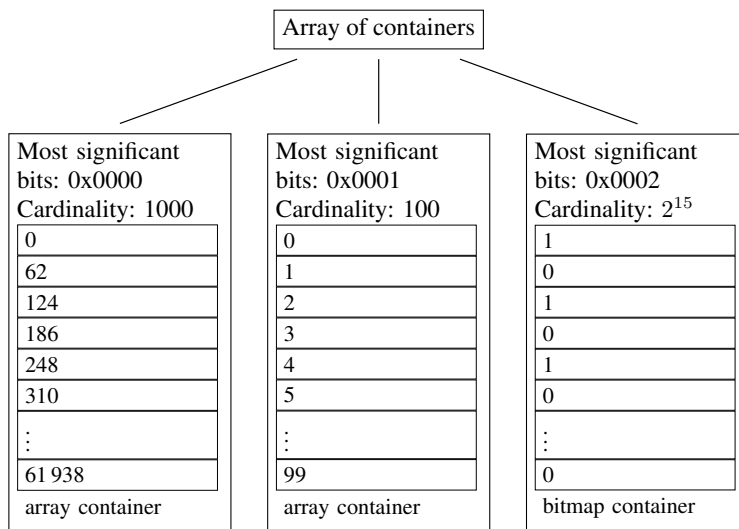 Array of containers
Most significant
bits: 0x0000
Cardinality: 1000
0
62
124
186
248
310
⋮
61 938
array container
Most significant
bits: 0x0001
Cardinality: 100
0
1
2
3
4
5
⋮
99
array container
Most significant
bits: 0x0002
Cardinality: 2¹⁵
1
0
1
0
1
0
⋮
0
bitmap container